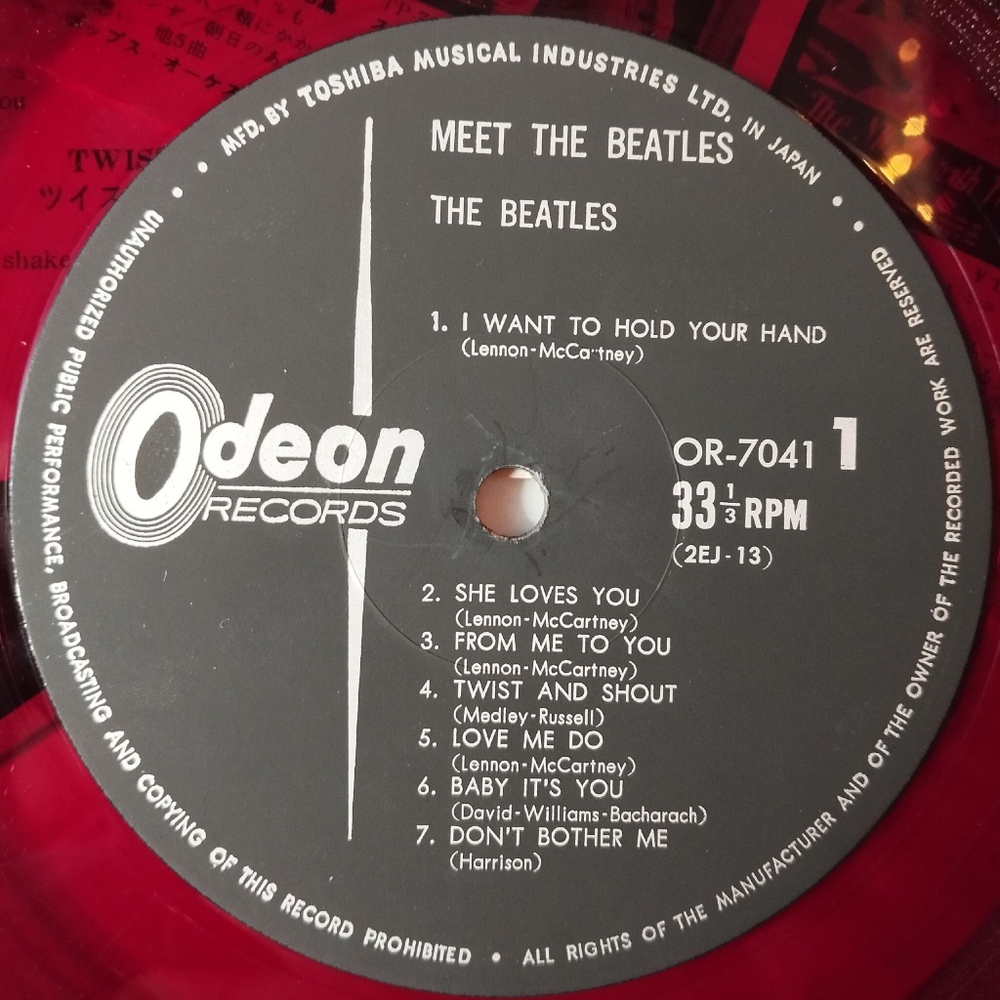 MFD. BY TOSHIBA MUSICAL INDUSTRIES LTD. IN JAPAN
MEET THE BEATLES
THE BEATLES
1. I WANT TO HOLD YOUR HAND
(Lennon-McCartney)
Odeon
RECORDS
OR-7041 1
33 1/3 RPM
(2EJ-13)
2. SHE LOVES YOU
(Lennon-McCartney)
3. FROM ME TO YOU
(Lennon-McCartney)
4. TWIST AND SHOUT
(Medley-Russell)
5. LOVE ME DO
(Lennon-McCartney)
6. BABY IT'S YOU
(David-Williams-Bacharach)
7. DON'T BOTHER ME
(Harrison)
UNAUTHORIZED PUBLIC PERFORMANCE, BROADCASTING AND COPYING OF THIS RECORD PROHIBITED • ALL RIGHTS OF THE MANUFACTURER AND OF THE OWNER OF THE RECORDED WORK ARE RESERVED
他5曲
TWIS
ツイス
shake